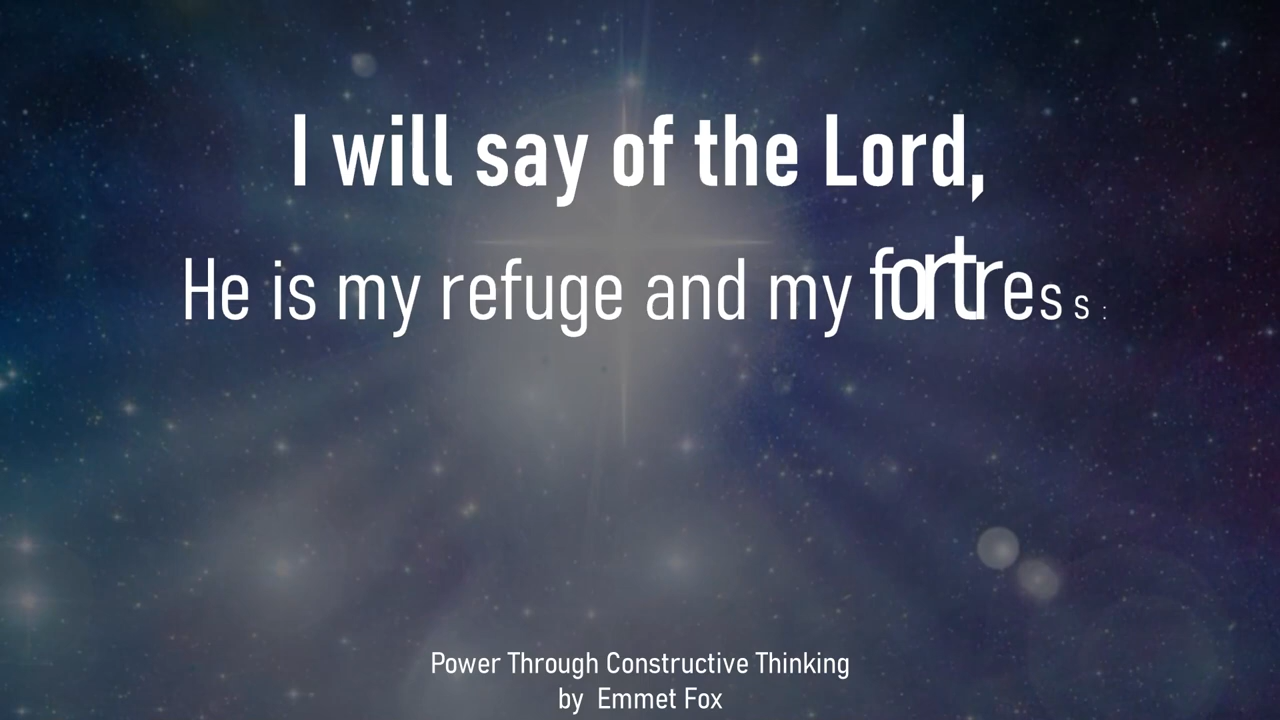 I will say of the Lord,
He is my refuge and my fortress:
Power Through Constructive Thinking
by Emmet Fox